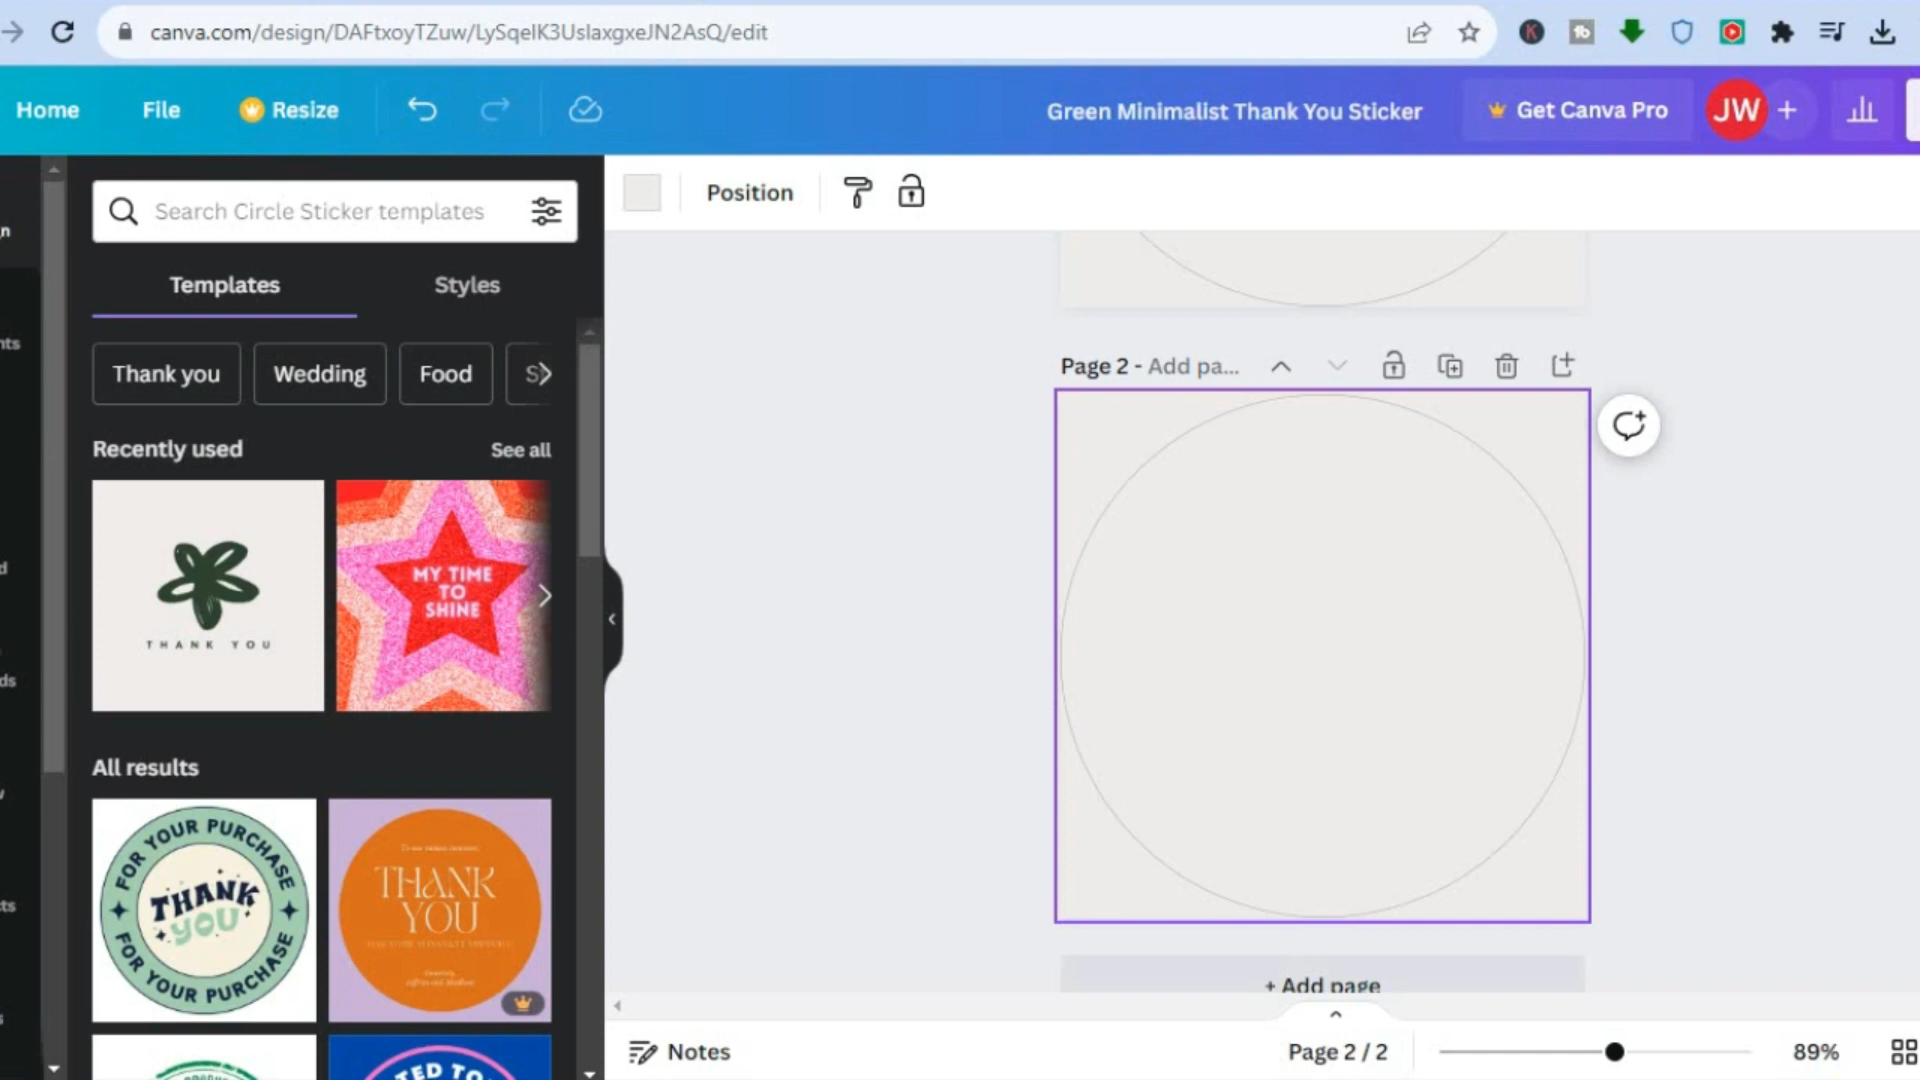 canva.com/design/DAFtxoyTZuw/LySqelK3UslaxgxeJN2AsQ/edit
Home File Resize
Green Minimalist Thank You Sticker
Get Canva Pro
JW
Search Circle Sticker templates
Position
Templates Styles
Thank you Wedding Food
Recently used See all
THANK YOU
MY TIME
TO
SHINE
Page 2 - Add pa...
All results
FOR YOUR PURCHASE
THANK
YOU
FOR YOUR PURCHASE
THANK
YOU
+ Add page
Notes
Page 2 / 2
89%
TED TO